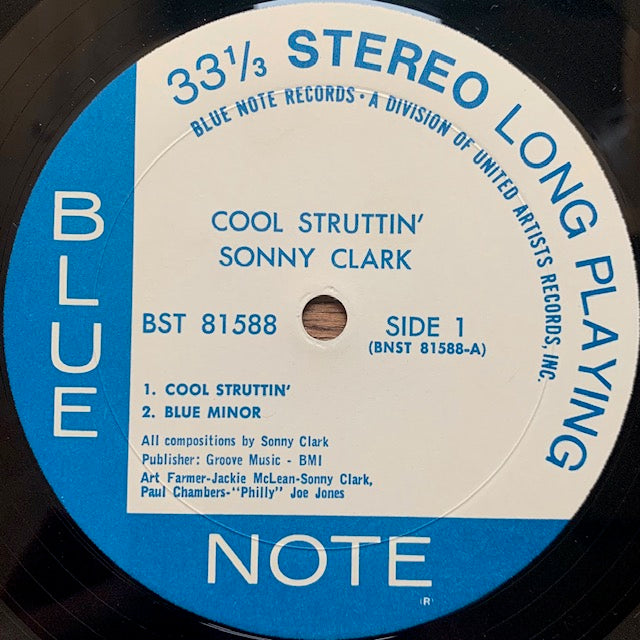 33⅓ STEREO LONG PLAYING
BLUE NOTE RECORDS • A DIVISION OF UNITED ARTISTS RECORDS, INC.
BLUE
COOL STRUTTIN'
SONNY CLARK
BST 81588
SIDE 1
(BNST 81588-A)
1. COOL STRUTTIN'
2. BLUE MINOR
All compositions by Sonny Clark
Publisher: Groove Music - BMI
Art Farmer-Jackie McLean-Sonny Clark,
Paul Chambers-"Philly" Joe Jones
NOTE
(R)